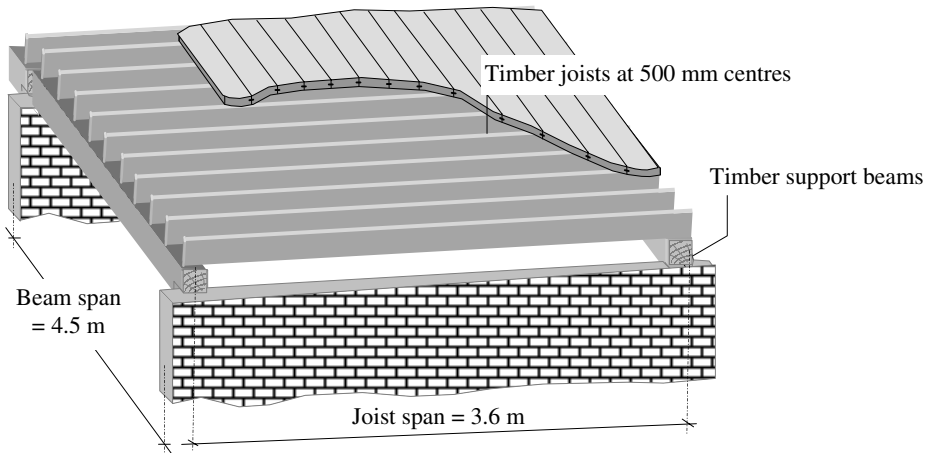 Timber joists at 500 mm centres
Timber support beams
Beam span
= 4.5 m
Joist span = 3.6 m